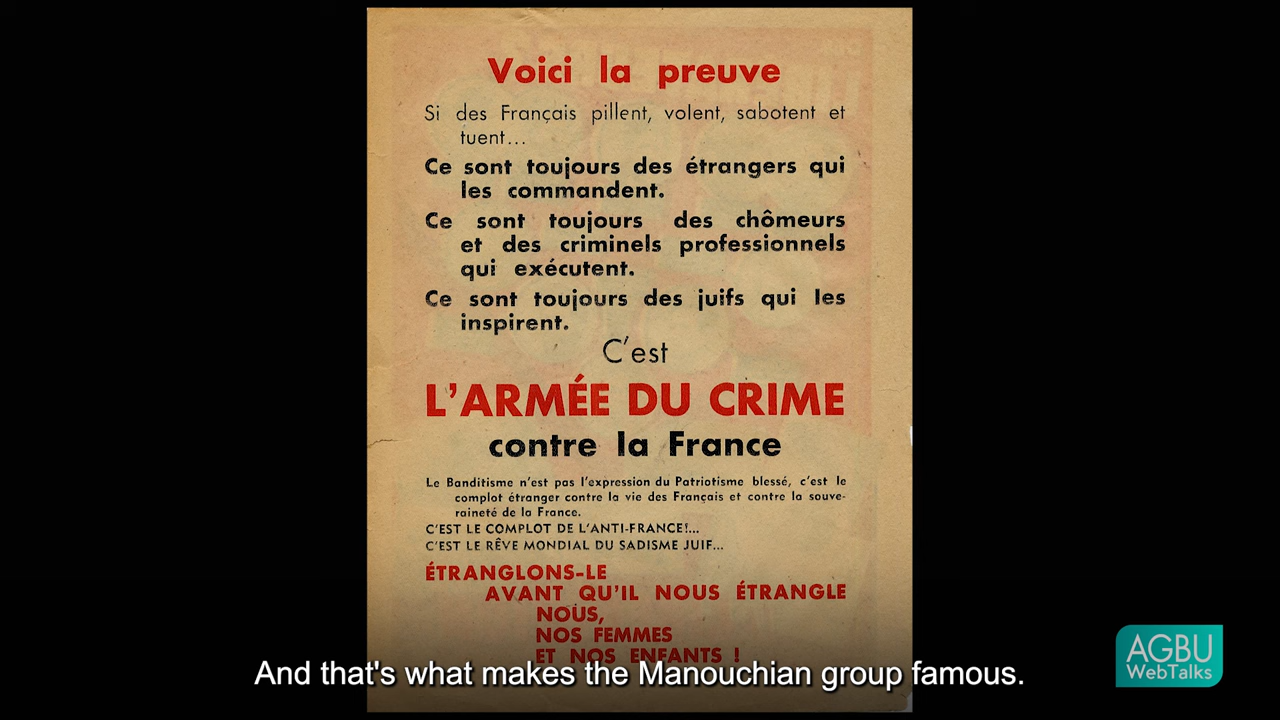 Voici la preuve
Si des Français pillent, volent, sabotent et
tuent...
Ce sont toujours des étrangers qui
les commandent.
Ce sont toujours des chômeurs
et des criminels professionnels
qui exécutent.
Ce sont toujours des juifs qui les
inspirent.
C'est
L'ARMÉE DU CRIME
contre la France
Le Banditisme n'est pas l'expression du Patriotisme blessé, c'est le
complot étranger contre la vie des Français et contre la souve-
raineté de la France.
C'EST LE COMPLOT DE L'ANTI-FRANCE!...
C'EST LE RÊVE MONDIAL DU SADISME JUIF...
ÉTRANGLONS-LE
AVANT QU'IL NOUS ÉTRANGLE
NOUS,
NOS FEMMES
ET NOS ENFANTS !
And that's what makes the Manouchian group famous.
AGBU
WebTalks